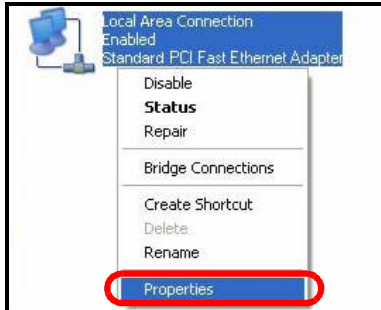 Local Area Connection
Enabled
Standard PCI Fast Ethernet Adapter
Disable
Status
Repair
Bridge Connections
Create Shortcut
Delete
Rename
Properties